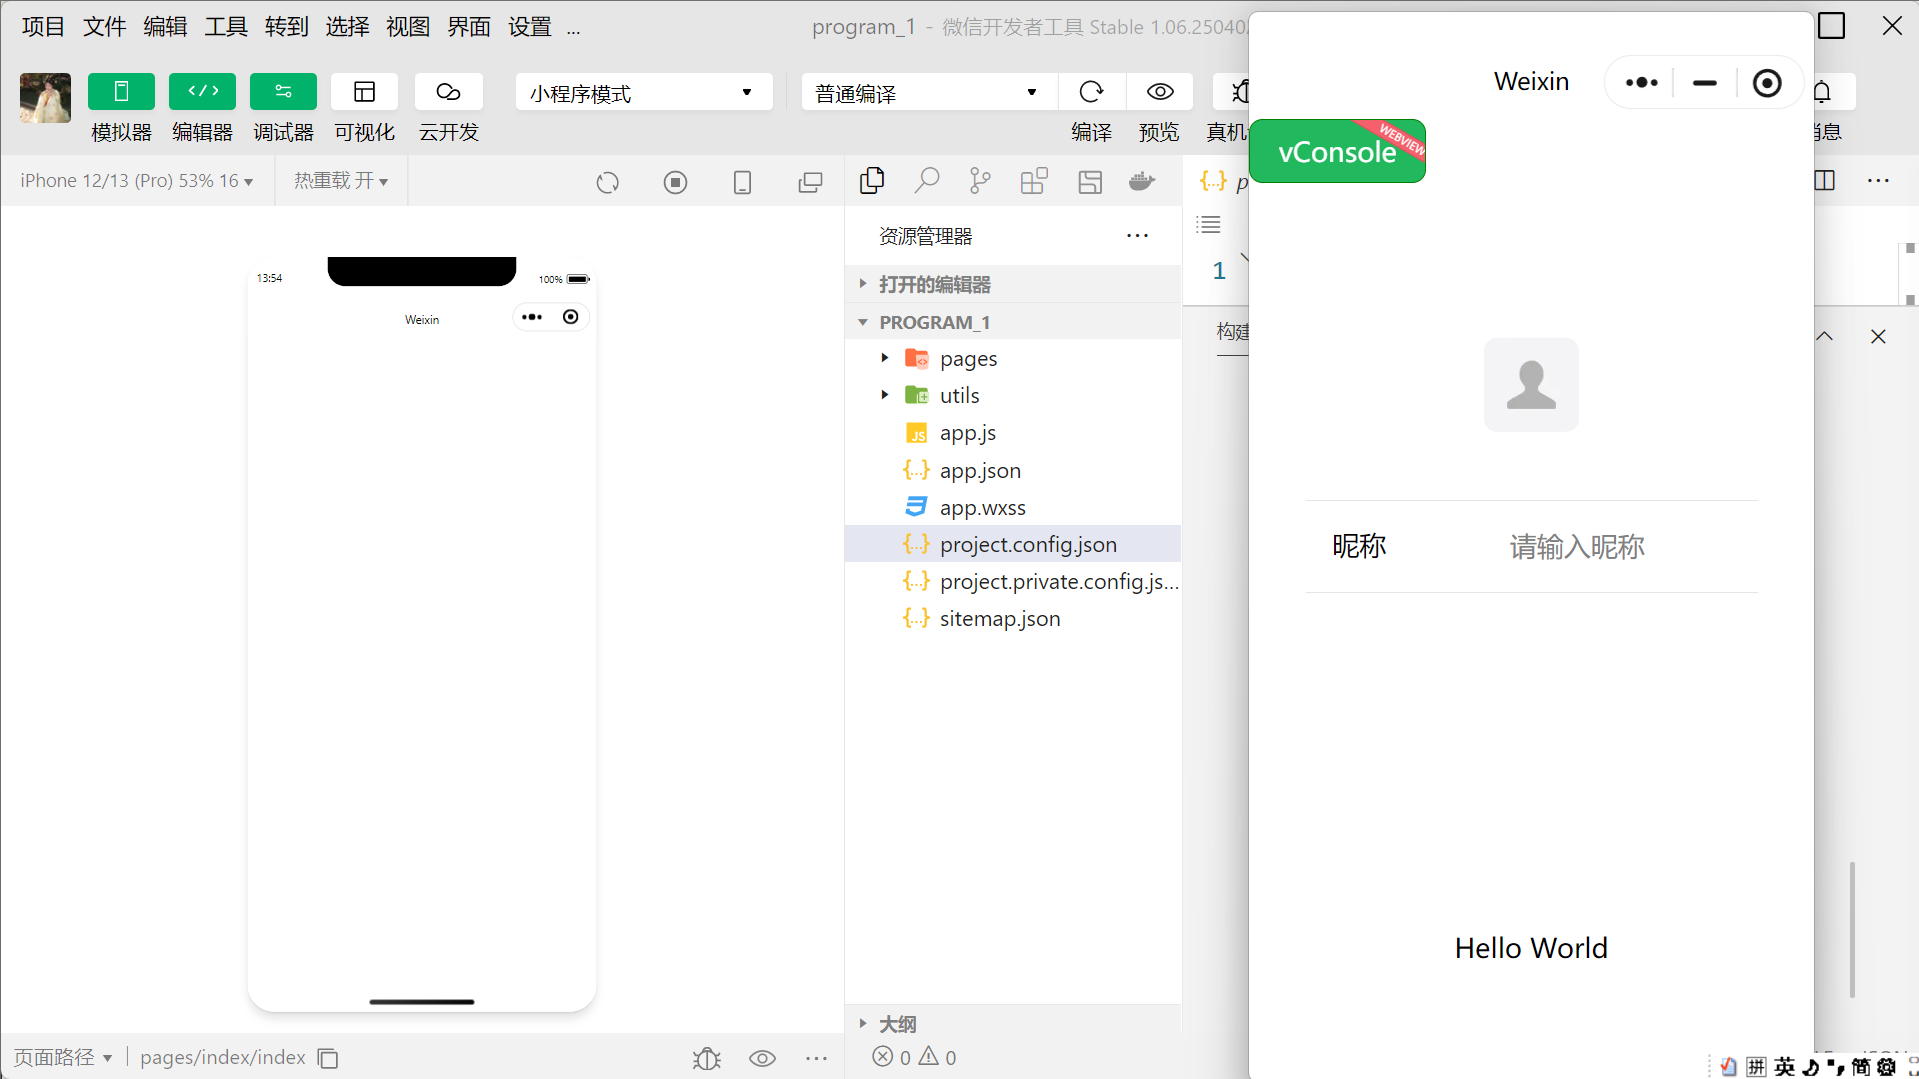 项目 文件 编辑 工具 转到 选择 视图 界面 设置 ...
program_1 - 微信开发者工具 Stable 1.06.25040
模拟器 编辑器 调试器 可视化 云开发
小程序模式
普通编译
编译 预览 真机
消息
iPhone 12/13 (Pro) 53% 16
热重载 开
13:54
100%
Weixin
资源管理器
打开的编辑器
PROGRAM_1
pages
utils
JS app.js
{...} app.json
app.wxss
{...} project.config.json
{...} project.private.config.js...
{...} sitemap.json
大纲
0 0
{...} p
1
构建
Weixin
vConsole
WEBVIEW
昵称 请输入昵称
Hello World
页面路径 pages/index/index
拼 英 简